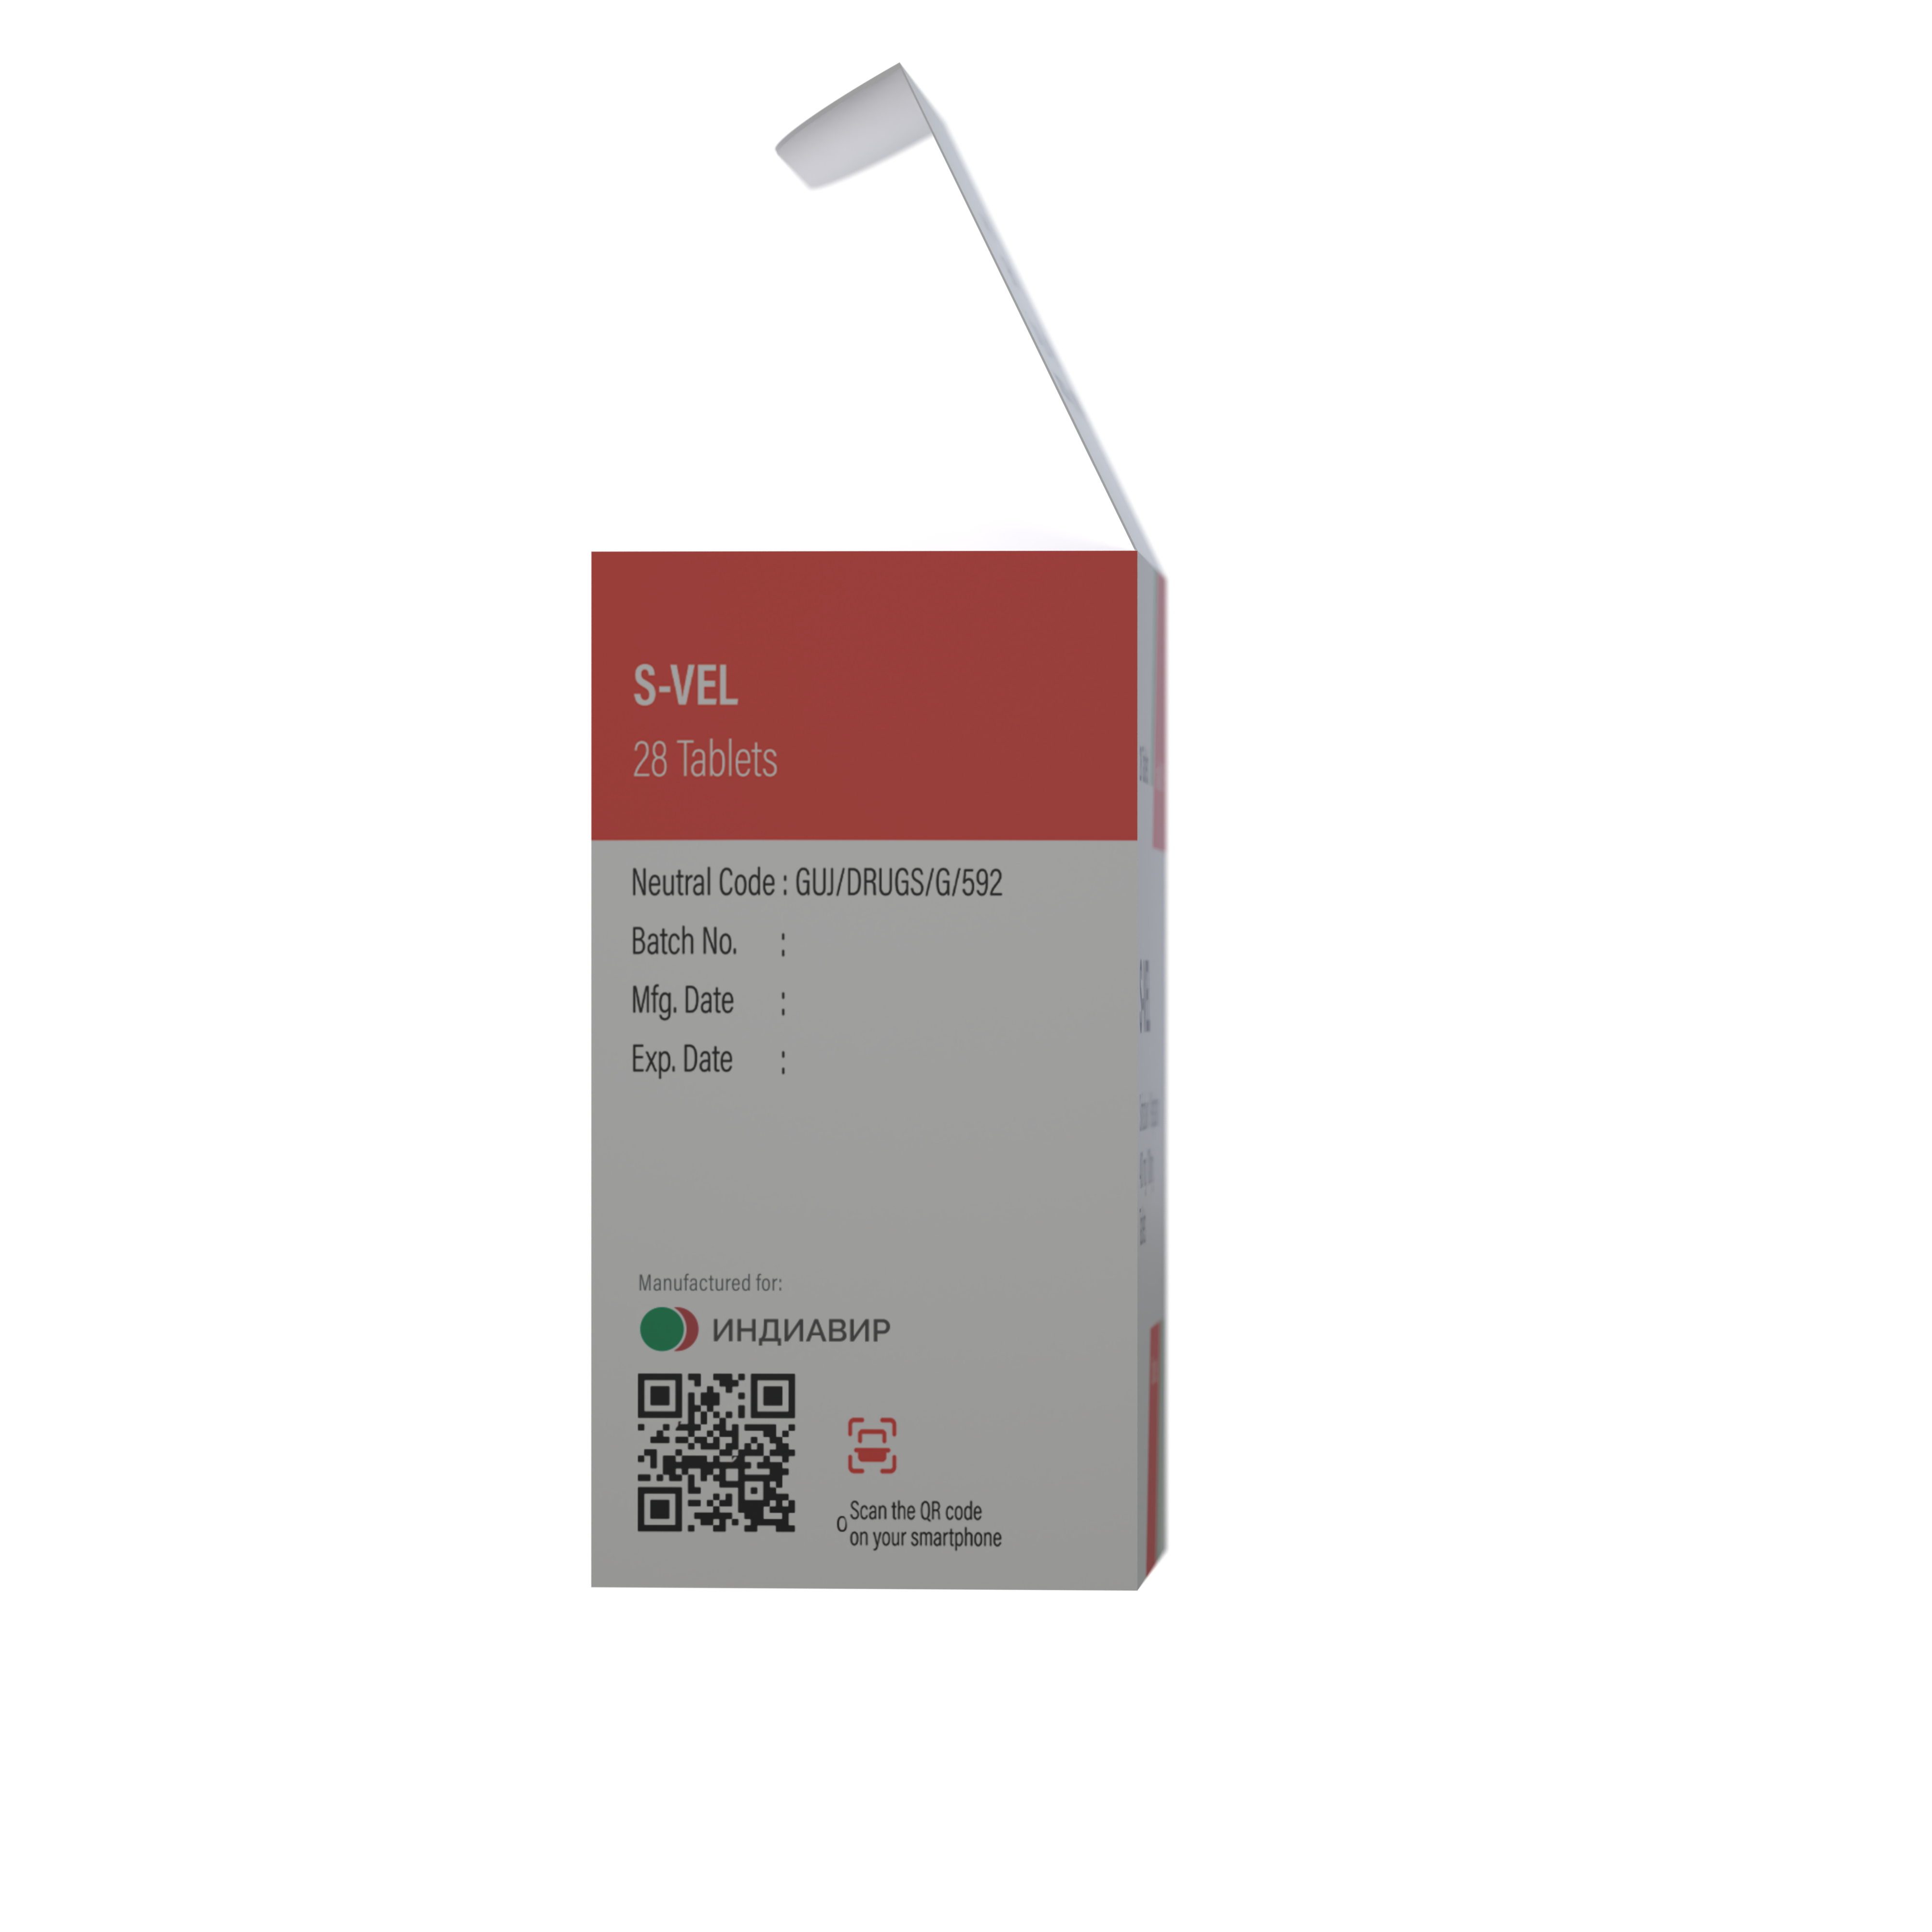 S-VEL
28 Tablets
Neutral Code : GUJ/DRUGS/G/592
Batch No. :
Mfg. Date :
Exp. Date :
Manufactured for:
ИНДИАВИР
Scan the QR code
o on your smartphone